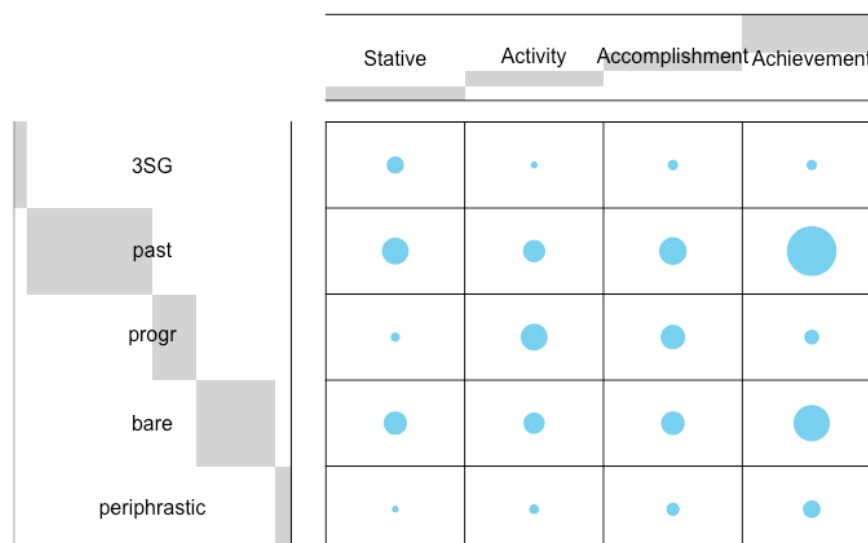 Stative Activity Accomplishment Achievement
3SG
past
progr
bare
periphrastic